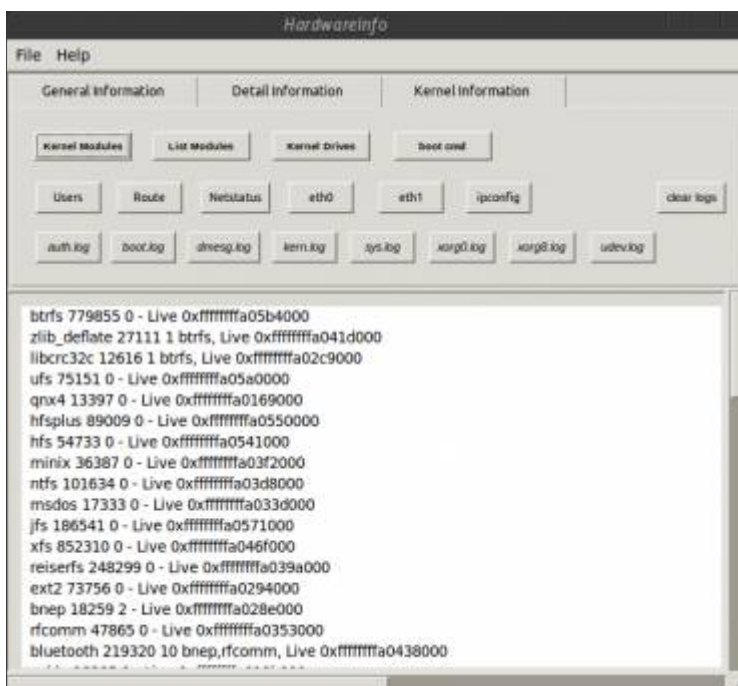 HardwareInfo
File Help
General Information Detail Information Kernel Information
Kernel Modules List Modules Kernel Drives boot cmd
Users Route Netstatus eth0 eth1 ipconfig clear logs
auth.log boot.log dmesg.log kern.log sys.log xorg0.log xorg8.log udev.log
btrfs 779855 0 - Live 0xffffffffa05b4000
zlib_deflate 27111 1 btrfs, Live 0xffffffffa041d000
libcrc32c 12616 1 btrfs, Live 0xffffffffa02c9000
ufs 75151 0 - Live 0xffffffffa05a0000
qnx4 13397 0 - Live 0xffffffffa0169000
hfsplus 89009 0 - Live 0xffffffffa0550000
hfs 54733 0 - Live 0xffffffffa0541000
minix 36387 0 - Live 0xffffffffa03f2000
ntfs 101634 0 - Live 0xffffffffa03d8000
msdos 17333 0 - Live 0xffffffffa033d000
jfs 186541 0 - Live 0xffffffffa0571000
xfs 852310 0 - Live 0xffffffffa046f000
reiserfs 248299 0 - Live 0xffffffffa039a000
ext2 73756 0 - Live 0xffffffffa0294000
bnep 18259 2 - Live 0xffffffffa028e000
rfcomm 47865 0 - Live 0xffffffffa0353000
bluetooth 219320 10 bnep,rfcomm, Live 0xffffffffa0438000